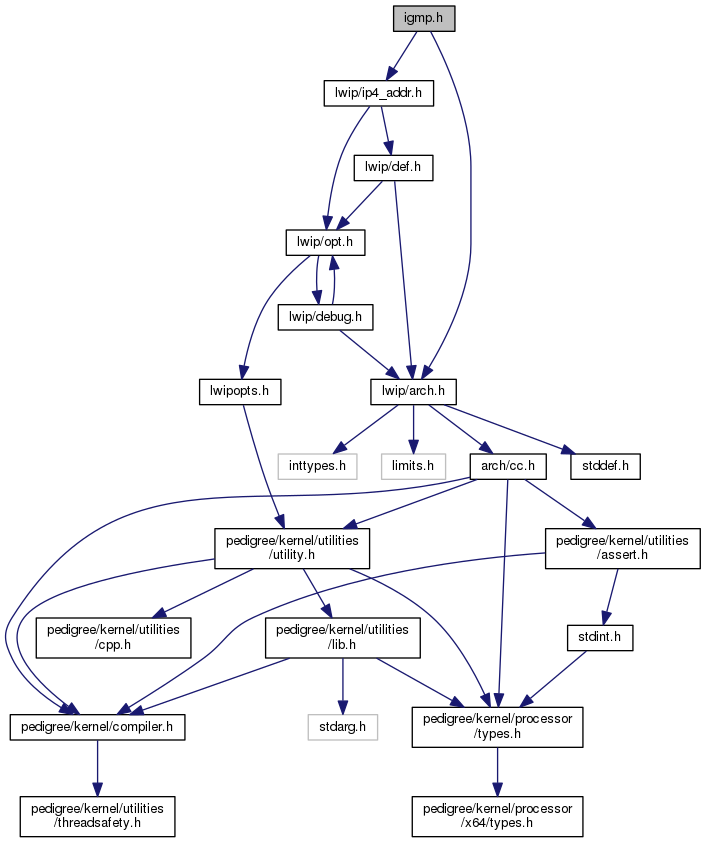 igmp.h
lwip/ip4_addr.h
lwip/def.h
lwip/opt.h
lwip/debug.h
lwipopts.h
lwip/arch.h
inttypes.h
limits.h
arch/cc.h
stddef.h
pedigree/kernel/utilities
/utility.h
pedigree/kernel/utilities
/assert.h
pedigree/kernel/utilities
/cpp.h
pedigree/kernel/utilities
/lib.h
stdint.h
pedigree/kernel/compiler.h
stdarg.h
pedigree/kernel/processor
/types.h
pedigree/kernel/utilities
/threadsafety.h
pedigree/kernel/processor
/x64/types.h